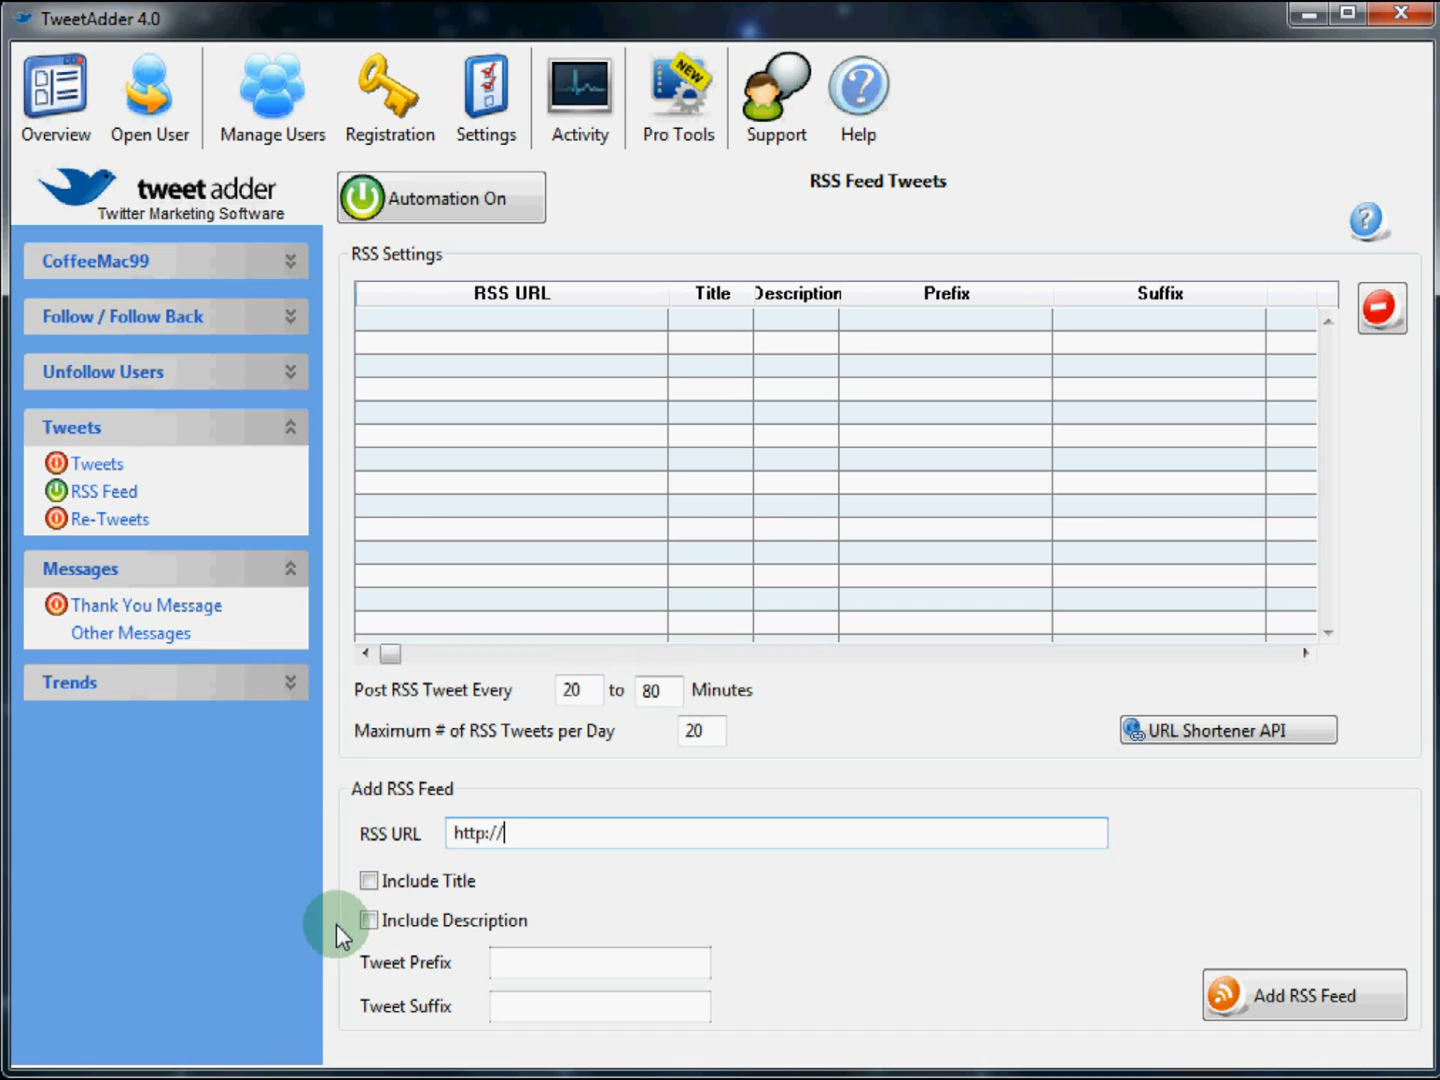 TweetAdder 4.0
Overview
Open User
Manage Users
Registration
Settings
Activity
NEW
Pro Tools
Support
Help
tweet adder
Twitter Marketing Software
Automation On
RSS Feed Tweets
CoffeeMac99
Follow / Follow Back
Unfollow Users
Tweets
Tweets
RSS Feed
Re-Tweets
Messages
Thank You Message
Other Messages
Trends
RSS Settings
RSS URL
Title
Description
Prefix
Suffix
Post RSS Tweet Every 20 to 80 Minutes
Maximum # of RSS Tweets per Day 20
URL Shortener API
Add RSS Feed
RSS URL http://
Include Title
Include Description
Tweet Prefix
Tweet Suffix
Add RSS Feed